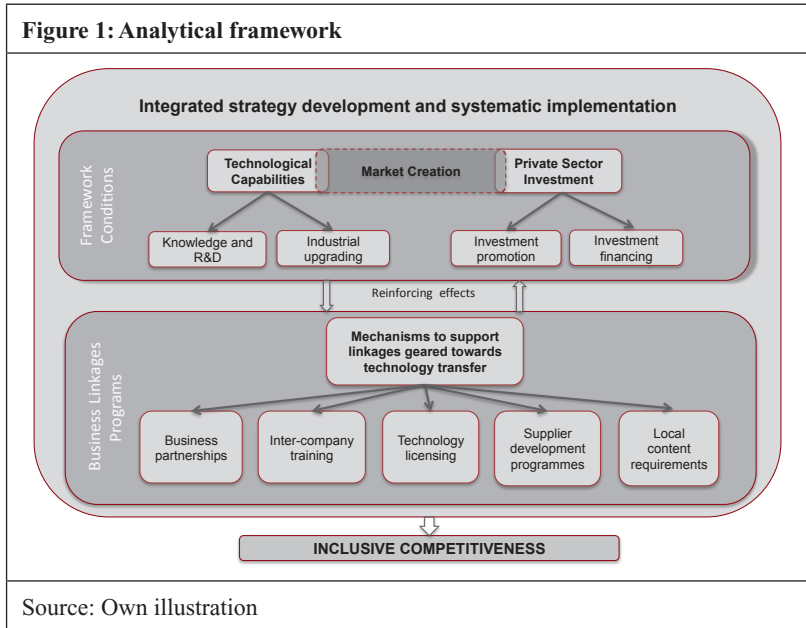 Figure 1: Analytical framework
Integrated strategy development and systematic implementation
Framework
Conditions
Technological
Capabilities
Market Creation
Private Sector
Investment
Knowledge and
R&D
Industrial
upgrading
Investment
promotion
Investment
financing
Reinforcing effects
Business Linkages
Programs
Mechanisms to support
linkages geared towards
technology transfer
Business
partnerships
Inter-company
training
Technology
licensing
Supplier
development
programmes
Local
content
requirements
INCLUSIVE COMPETITIVENESS
Source: Own illustration